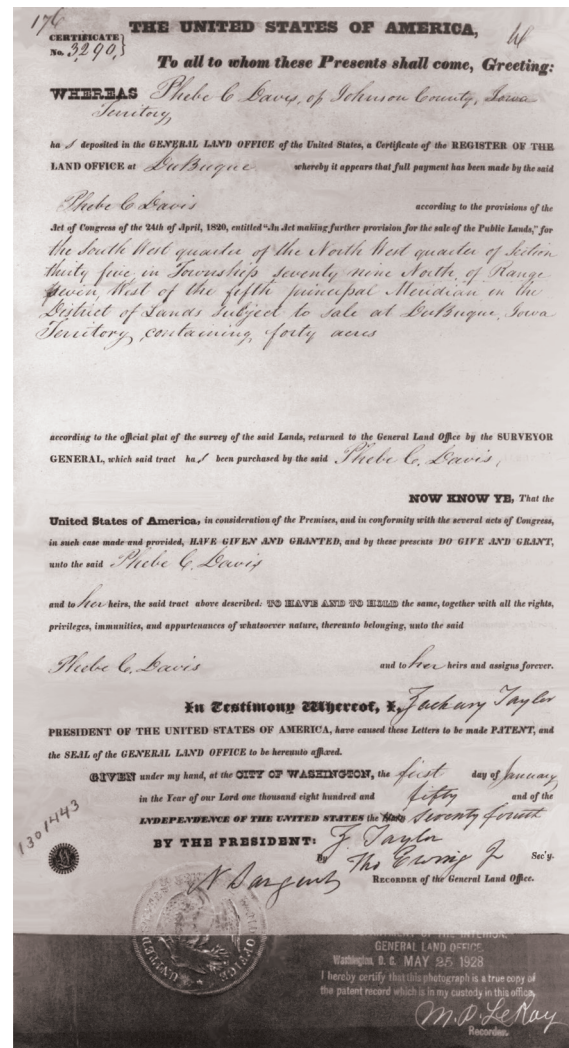 176
THE UNITED STATES OF AMERICA,
CERTIFICATE
No. 3290.
To all to whom these Presents shall come, Greeting:
WHEREAS Phebe C Davis, of Johnson County, Iowa
Territory,
ha s deposited in the GENERAL LAND OFFICE of the United States, a Certificate of the REGISTER OF THE
LAND OFFICE at DuBuque whereby it appears that full payment has been made by the said
Phebe C Davis according to the provisions of the
Act of Congress of the 24th of April, 1820, entitled "An Act making further provision for the sale of the Public Lands," for
the South West quarter of the North West quarter of Section
thirty five in Township seventy nine North, of Range
seven West of the fifth principal Meridian in the
District of Lands subject to sale at DuBuque, Iowa
Territory, containing forty acres
according to the official plat of the survey of the said Lands, returned to the General Land Office by the SURVEYOR
GENERAL, which said tract ha s been purchased by the said Phebe C. Davis,
NOW KNOW YE, That the
United States of America, in consideration of the Premises, and in conformity with the several acts of Congress,
in such case made and provided, HAVE GIVEN AND GRANTED, and by these presents DO GIVE AND GRANT,
unto the said Phebe C. Davis
and to her heirs, the said tract above described: TO HAVE AND TO HOLD the same, together with all the rights,
privileges, immunities, and appurtenances of whatsoever nature, thereunto belonging, unto the said
Phebe C. Davis and to her heirs and assigns forever.
In Testimony Whereof, I, Zachary Taylor
PRESIDENT OF THE UNITED STATES OF AMERICA, have caused these Letters to be made PATENT, and
the SEAL of the GENERAL LAND OFFICE to be hereunto affixed.
GIVEN under my hand, at the CITY OF WASHINGTON, the first day of January
in the Year of our Lord one thousand eight hundred and fifty and of the
INDEPENDENCE OF THE UNITED STATES the Seventy fourth
1301443
BY THE PRESIDENT: Z Taylor
By Tho Ewing Jr Sec'y.
N Sargent RECORDER of the General Land Office.
DEPARTMENT OF THE INTERIOR.
GENERAL LAND OFFICE
Washington, D. C. MAY 25 1928
I hereby certify that this photograph is a true copy of
the patent record which is in my custody in this office.
M. P. LeRoy
Recorder.